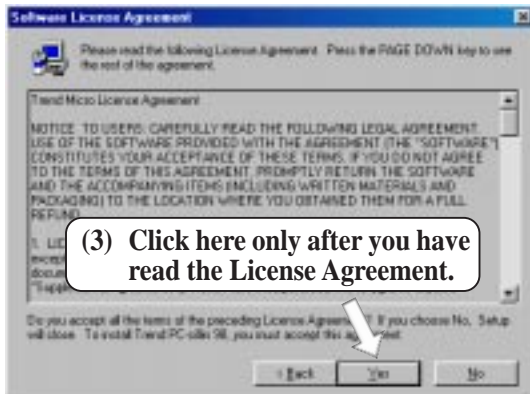 Software License Agreement
Please read the following License Agreement. Press the PAGE DOWN key to see
the rest of the agreement.
Trend Micro License Agreement
NOTICE TO USERS: CAREFULLY READ THE FOLLOWING LEGAL AGREEMENT.
USE OF THE SOFTWARE PROVIDED WITH THE AGREEMENT (THE "SOFTWARE")
CONSTITUTES YOUR ACCEPTANCE OF THESE TERMS. IF YOU DO NOT AGREE
TO THE TERMS OF THIS AGREEMENT, PROMPTLY RETURN THE SOFTWARE
AND THE ACCOMPANYING ITEMS (INCLUDING WRITTEN MATERIALS AND
PACKAGING) TO THE LOCATION WHERE YOU OBTAINED THEM FOR A FULL
REFUND.
1. LIC
(3) Click here only after you have
read the License Agreement.
Do you accept all the terms of the preceding License Agreement? If you choose No, Setup
will close. To install Trend PC-cillin 98, you must accept this agreement.
< Back
Yes
No